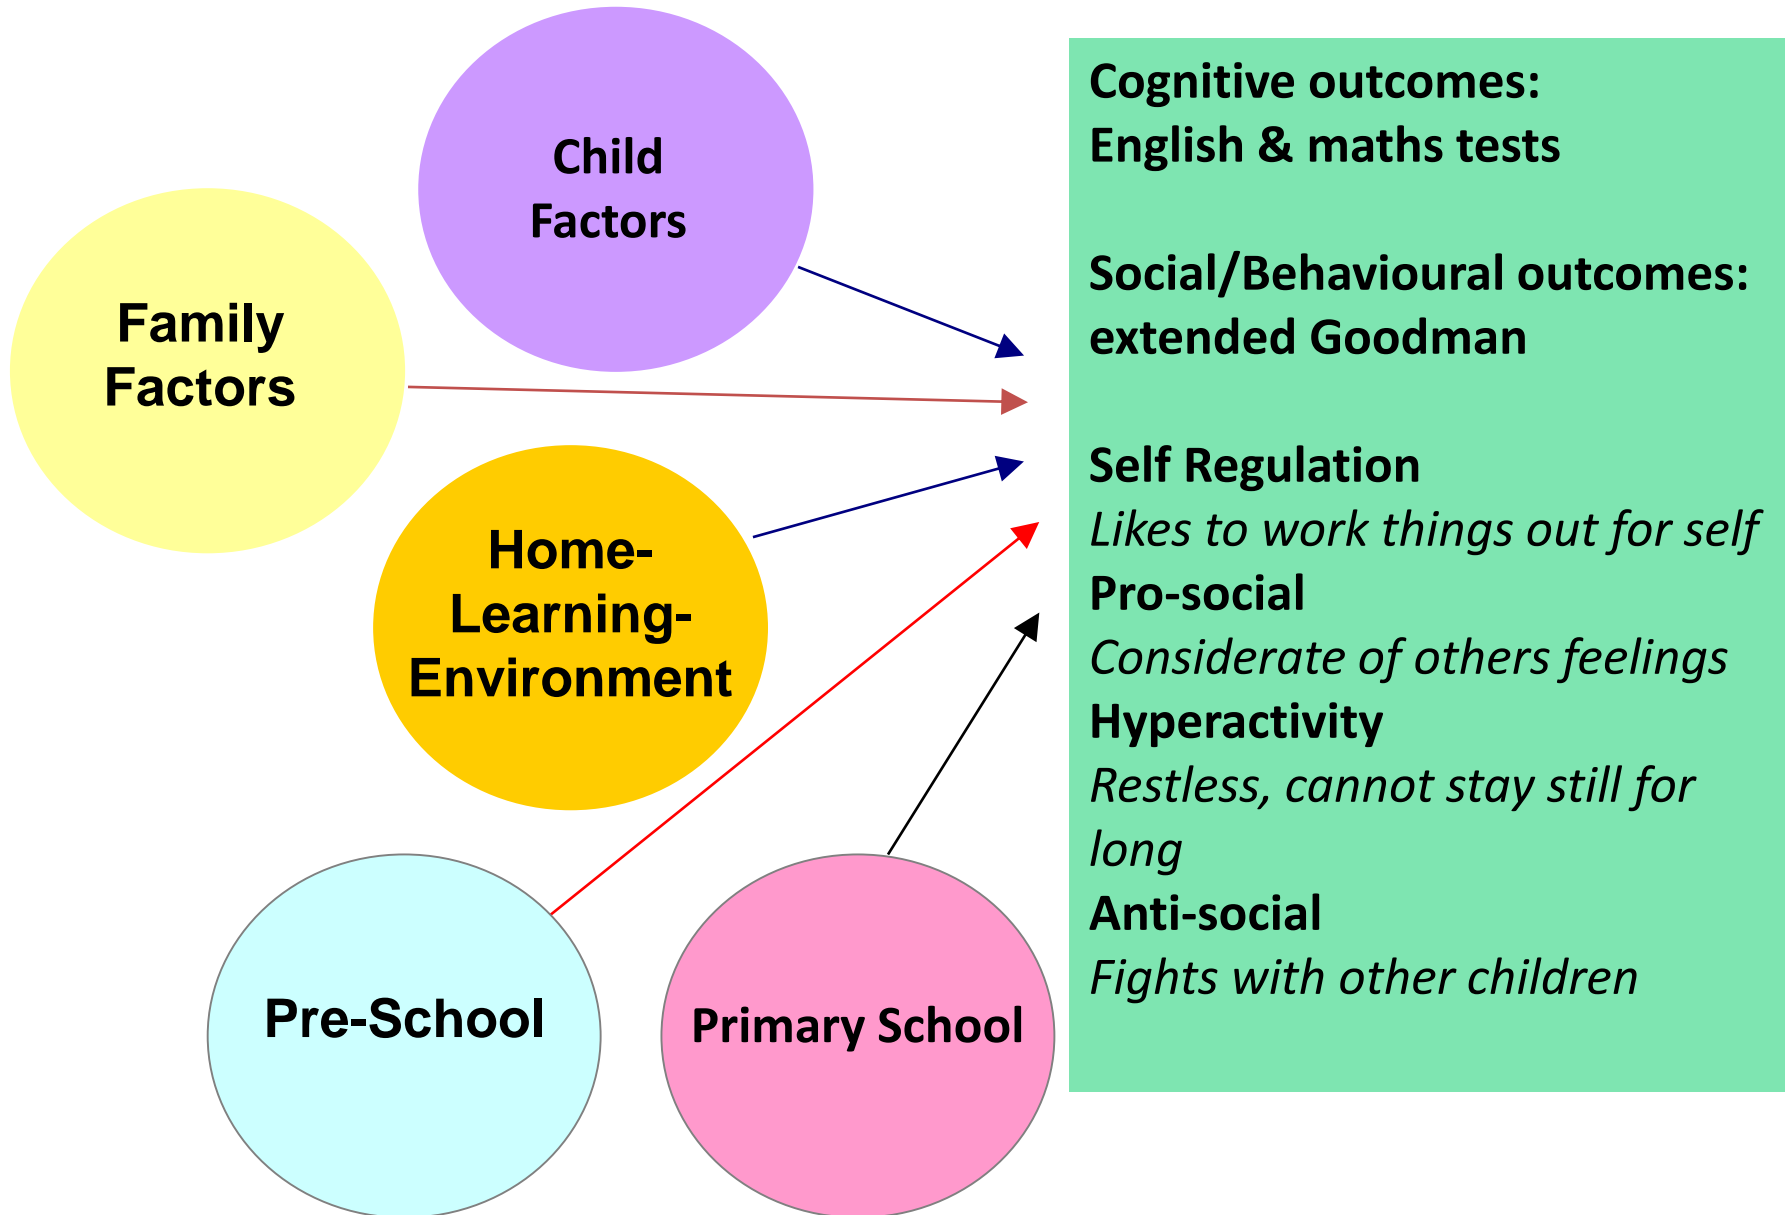 Child
Factors
Family
Factors
Home-
Learning-
Environment
Pre-School
Primary School
Cognitive outcomes:
English & maths tests
Social/Behavioural outcomes:
extended Goodman
Self Regulation
Likes to work things out for self
Pro-social
Considerate of others feelings
Hyperactivity
Restless, cannot stay still for
long
Anti-social
Fights with other children